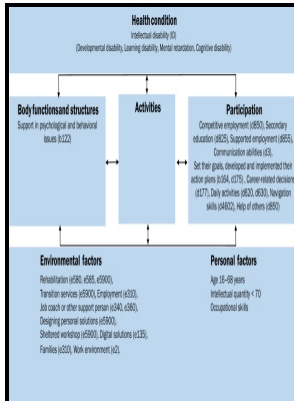 Health condition
Intellectual disability (ID)
(Developmental disability, Learning disability, Mental retardation, Cognitive disability)
Body functions and structures
Support in psychological and behavioral
issues (b122)
Activities
Participation
Competitive employment (d850), Secondary
education (d825), Supported employment (d855),
Communication abilities (d3),
Set their goals, developed and implemented their
action plans (b164, d175), Career-related decisions
(d177), Daily activities (d620, d630), Navigation
skills (d4602), Help of others (d660)
Environmental factors
Rehabilitation (e580, e585, e5900),
Transition services (e5900), Employment (e310),
Job coach or other support person (e340, e360),
Designing personal solutions (e5900),
Sheltered workshop (e5900), Digital solutions (e135),
Families (e310), Work environment (e2),
Personal factors
Age 16–68 years
Intellectual quantity < 70
Occupational skills